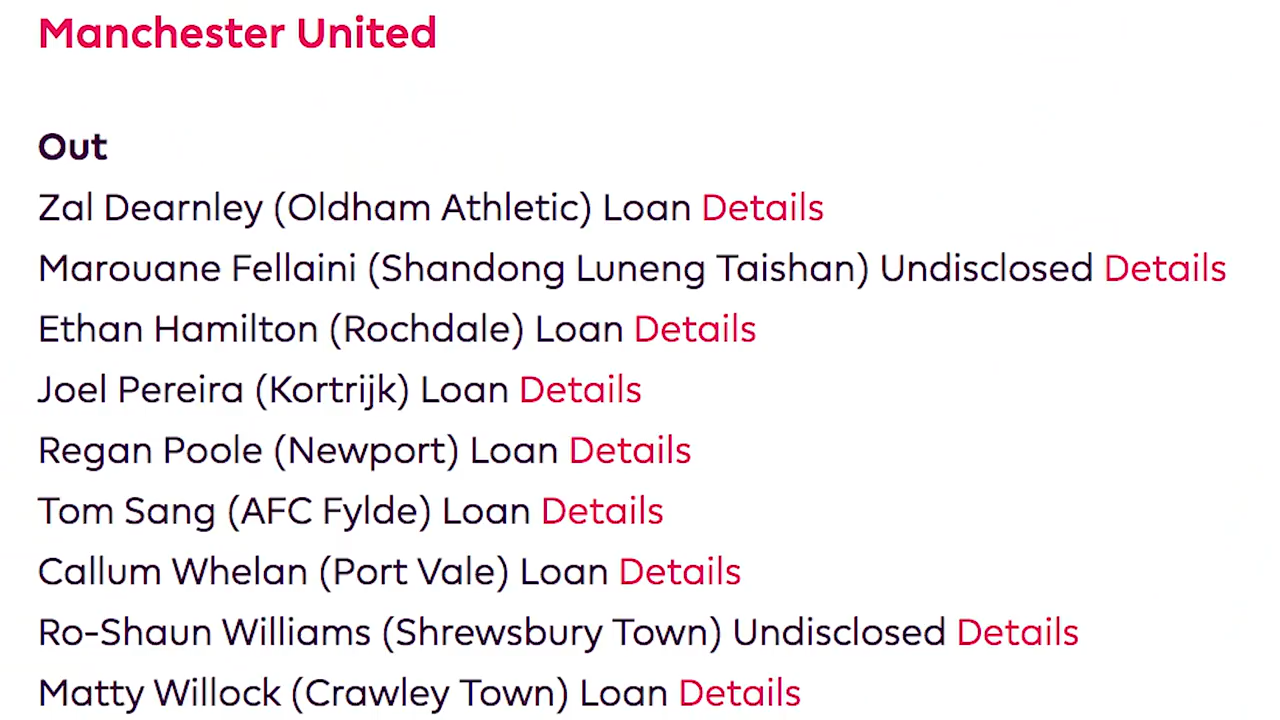 Manchester United
Out
Zal Dearnley (Oldham Athletic) Loan Details
Marouane Fellaini (Shandong Luneng Taishan) Undisclosed Details
Ethan Hamilton (Rochdale) Loan Details
Joel Pereira (Kortrijk) Loan Details
Regan Poole (Newport) Loan Details
Tom Sang (AFC Fylde) Loan Details
Callum Whelan (Port Vale) Loan Details
Ro-Shaun Williams (Shrewsbury Town) Undisclosed Details
Matty Willock (Crawley Town) Loan Details